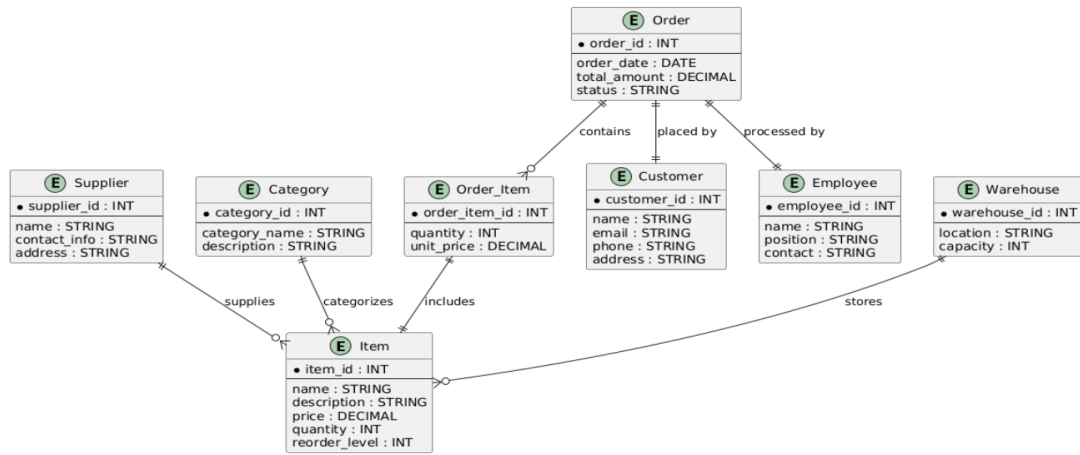 E Order
order_id : INT
order_date : DATE
total_amount : DECIMAL
status : STRING
contains
placed by
processed by
E Supplier
supplier_id : INT
name : STRING
contact_info : STRING
address : STRING
E Category
category_id : INT
category_name : STRING
description : STRING
E Order_Item
order_item_id : INT
quantity : INT
unit_price : DECIMAL
E Customer
customer_id : INT
name : STRING
email : STRING
phone : STRING
address : STRING
E Employee
employee_id : INT
name : STRING
position : STRING
contact : STRING
E Warehouse
warehouse_id : INT
location : STRING
capacity : INT
supplies
categorizes
includes
stores
E Item
item_id : INT
name : STRING
description : STRING
price : DECIMAL
quantity : INT
reorder_level : INT